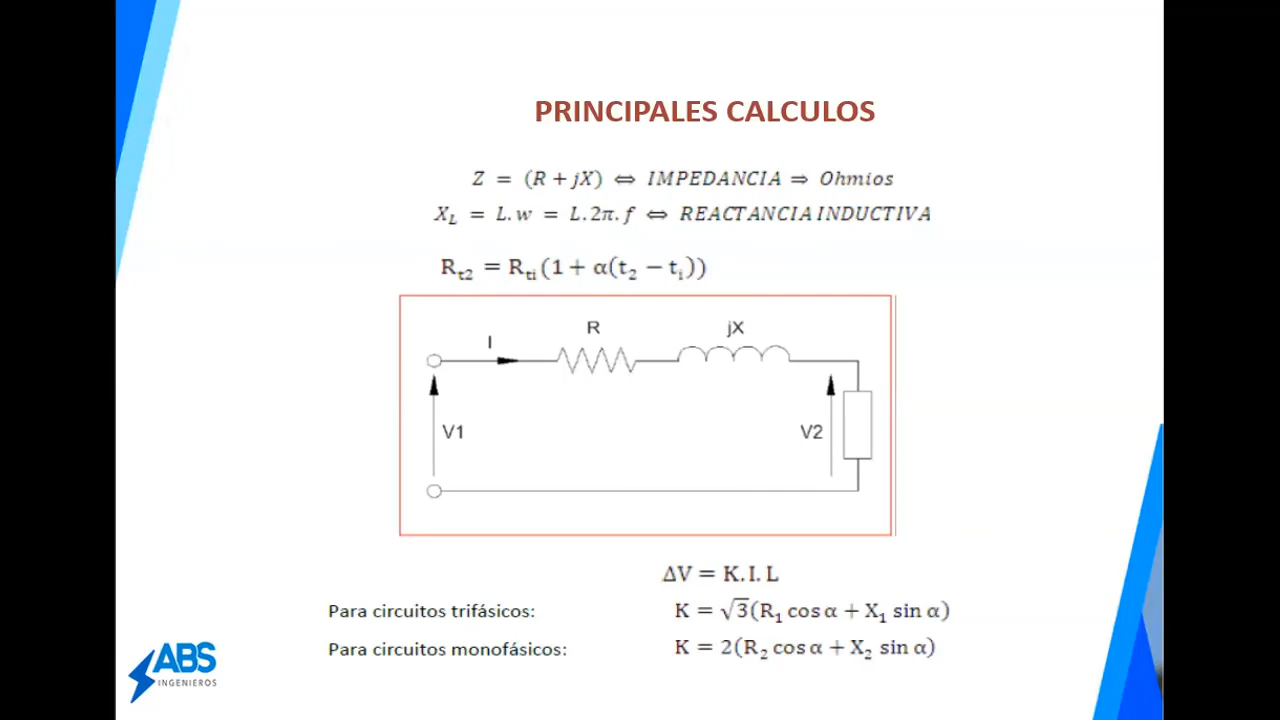 PRINCIPALES CALCULOS
Z = (R + jX) ⇔ IMPEDANCIA ⇒ Ohmios
X_L = L. w = L. 2π. f ⇔ REACTANCIA INDUCTIVA
R_t2 = R_ti (1 + α(t_2 − t_i))
I
R
jX
V1
V2
ΔV = K. I. L
Para circuitos trifásicos: K = √3(R_1 cos α + X_1 sin α)
Para circuitos monofásicos: K = 2(R_2 cos α + X_2 sin α)
ABS
INGENIEROS